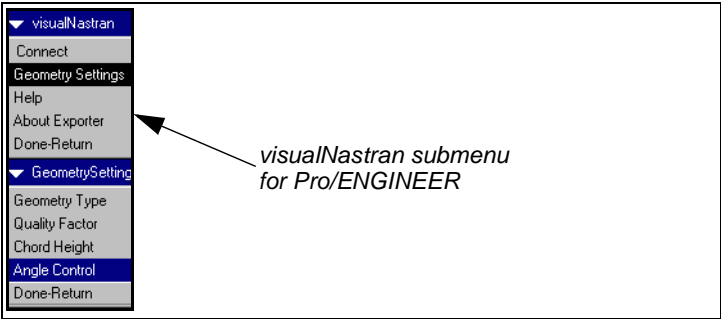 visualNastran
Connect
Geometry Settings
Help
About Exporter
Done-Return
GeometrySetting
Geometry Type
Quality Factor
Chord Height
Angle Control
Done-Return
visualNastran submenu
for Pro/ENGINEER